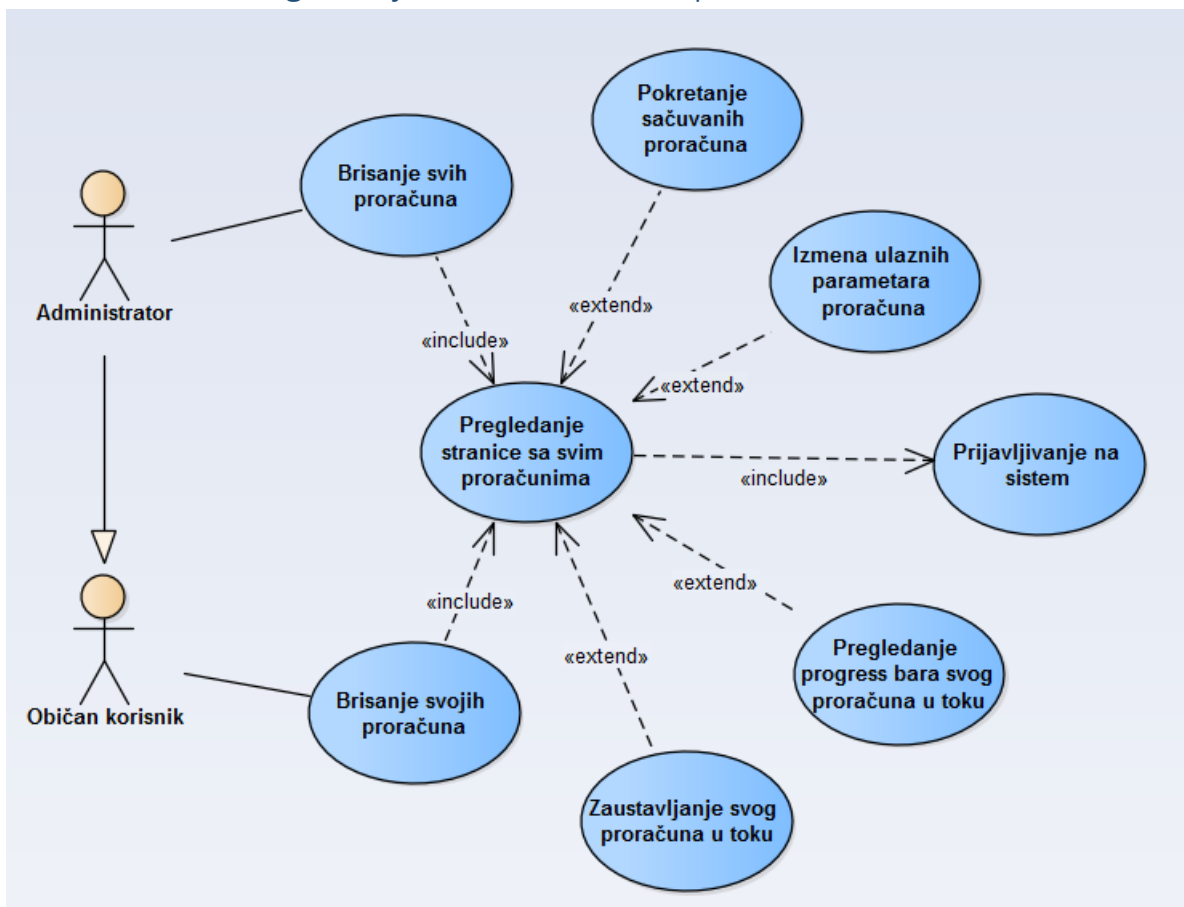 Pokretanje
sačuvanih
proračuna
Brisanje svih
proračuna
Izmena ulaznih
parametara
proračuna
Administrator
«extend»
«include»
«extend»
Pregledanje
stranice sa svim
proračunima
Prijavljivanje na
sistem
«include»
«extend»
«include»
«extend»
Pregledanje
progress bara svog
proračuna u toku
Običan korisnik
Brisanje svojih
proračuna
Zaustavljanje svog
proračuna u toku